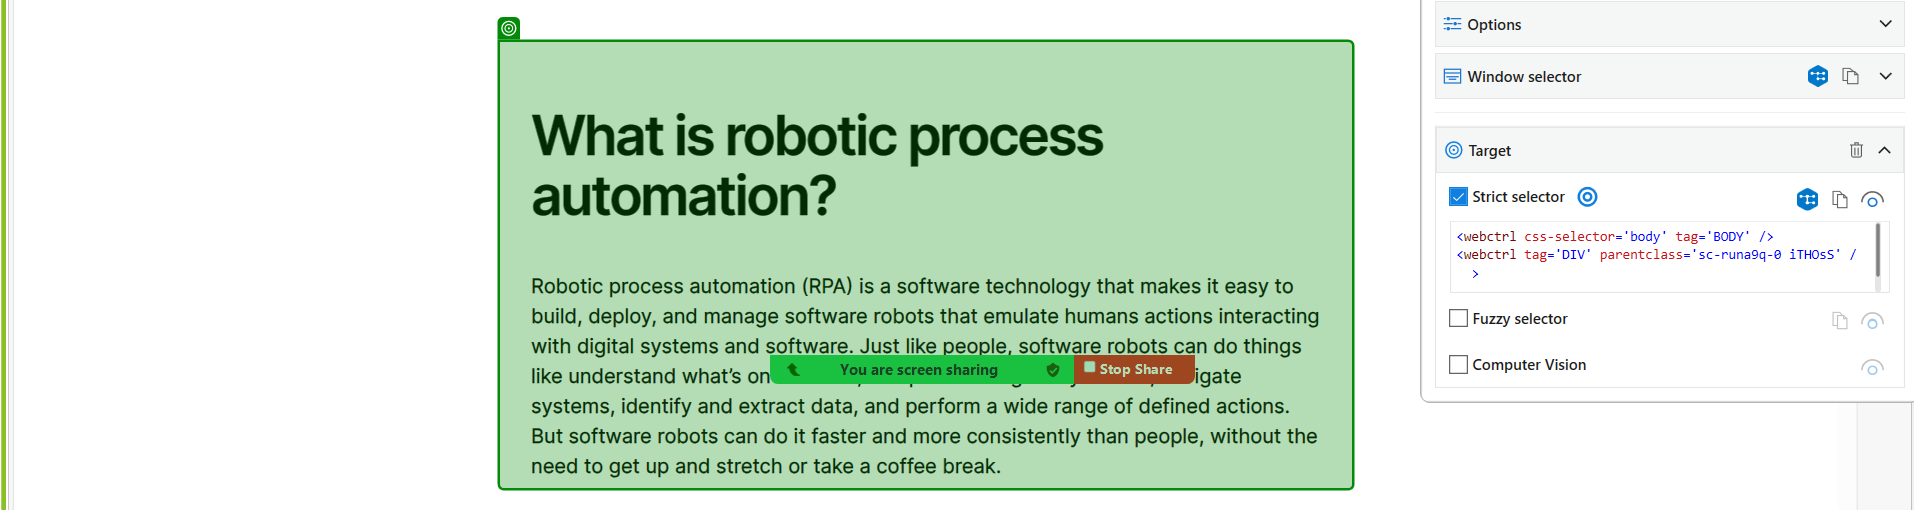 Options
Window selector
Target
Strict selector
<webctrl css-selector='body' tag='BODY' />
<webctrl tag='DIV' parentclass='sc-runa9q-0 iTHOsS' /
>
Fuzzy selector
Computer Vision
What is robotic process
automation?
Robotic process automation (RPA) is a software technology that makes it easy to
build, deploy, and manage software robots that emulate humans actions interacting
with digital systems and software. Just like people, software robots can do things
like understand what's on
You are screen sharing
Stop Share
systems, identify and extract data, and perform a wide range of defined actions.
But software robots can do it faster and more consistently than people, without the
need to get up and stretch or take a coffee break.